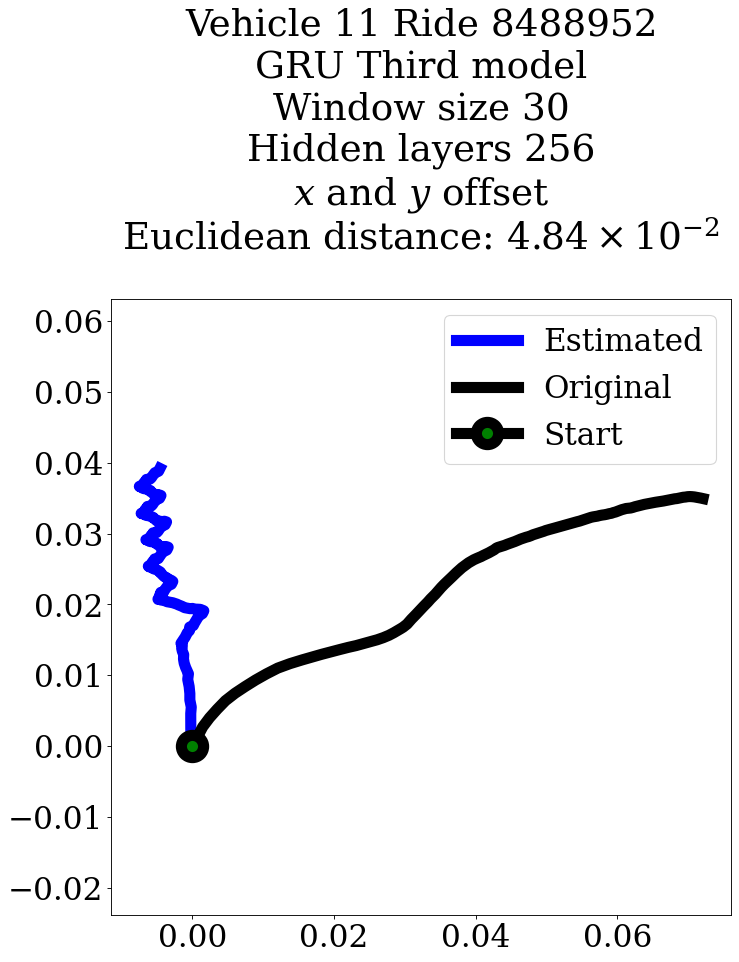 Vehicle 11 Ride 8488952
GRU Third model
Window size 30
Hidden layers 256
x and y offset
Euclidean distance: 4.84 × 10⁻²
Estimated
Original
Start
0.06
0.05
0.04
0.03
0.02
0.01
0.00
−0.01
−0.02
0.00 0.02 0.04 0.06